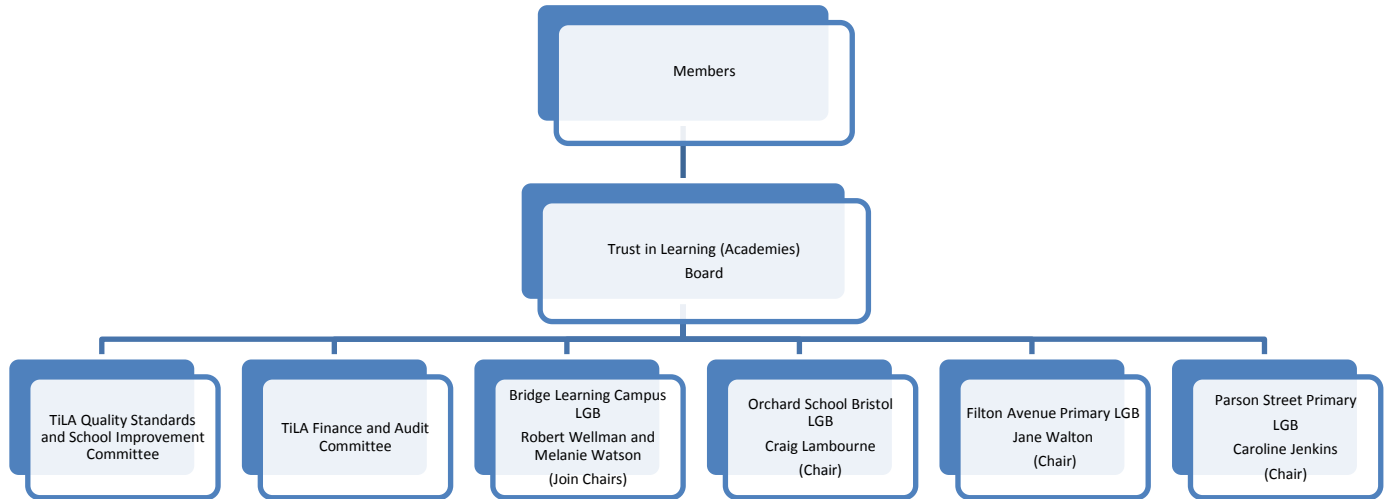 Members
Trust in Learning (Academies)
Board
TiLA Quality Standards
and School Improvement
Committee
TiLA Finance and Audit
Committee
Bridge Learning Campus
LGB
Robert Wellman and
Melanie Watson
(Join Chairs)
Orchard School Bristol
LGB
Craig Lambourne
(Chair)
Filton Avenue Primary LGB
Jane Walton
(Chair)
Parson Street Primary
LGB
Caroline Jenkins
(Chair)